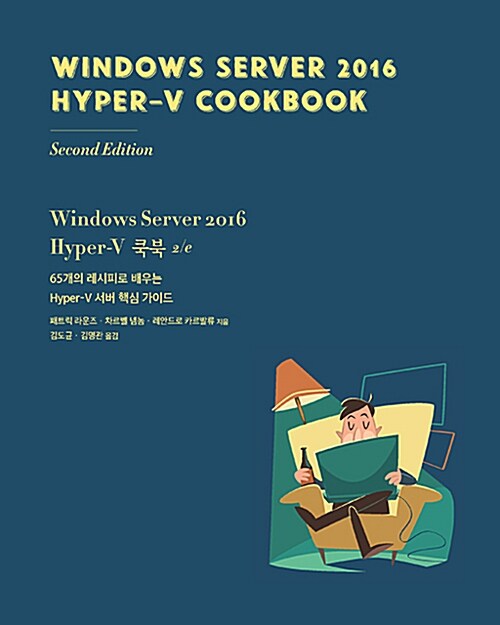 WINDOWS SERVER 2016
HYPER-V COOKBOOK
Second Edition
Windows Server 2016
Hyper-V 쿡북 2/e
65개의 레시피로 배우는
Hyper-V 서버 핵심 가이드
패트릭 라운즈 · 차르벨 넴놈 · 레안드로 카르발류 지음
김도균 · 김명관 옮김